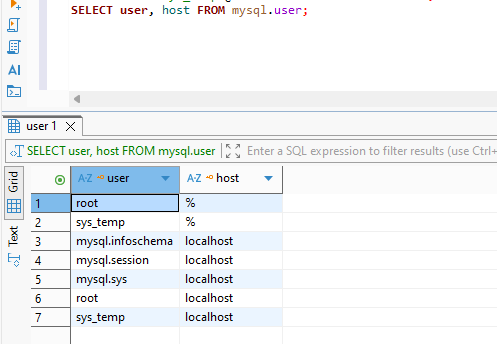 SELECT user, host FROM mysql.user;
AI
user 1
SELECT user, host FROM mysql.user
Enter a SQL expression to filter results (use Ctrl+
Grid
Text
A-Z user A-Z host
1 root %
2 sys_temp %
3 mysql.infoschema localhost
4 mysql.session localhost
5 mysql.sys localhost
6 root localhost
7 sys_temp localhost